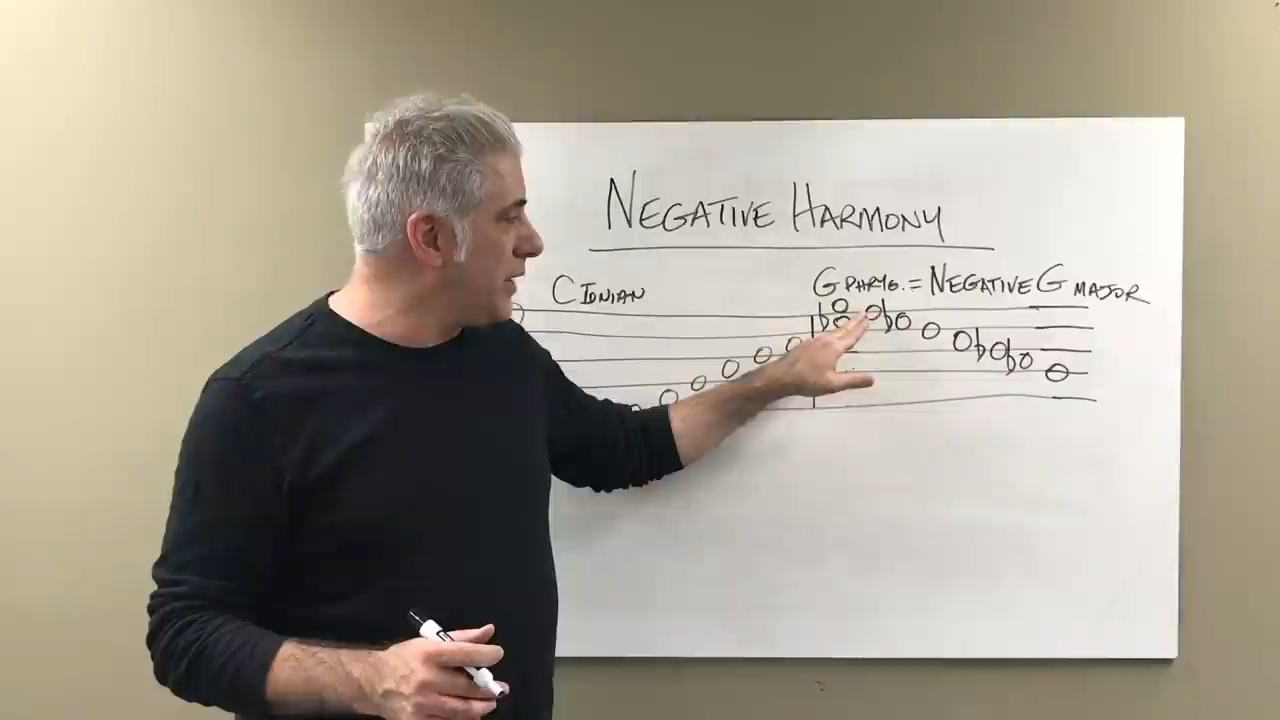 NEGATIVE HARMONY
C IONIAN
G PHRYG. = NEGATIVE G MAJOR